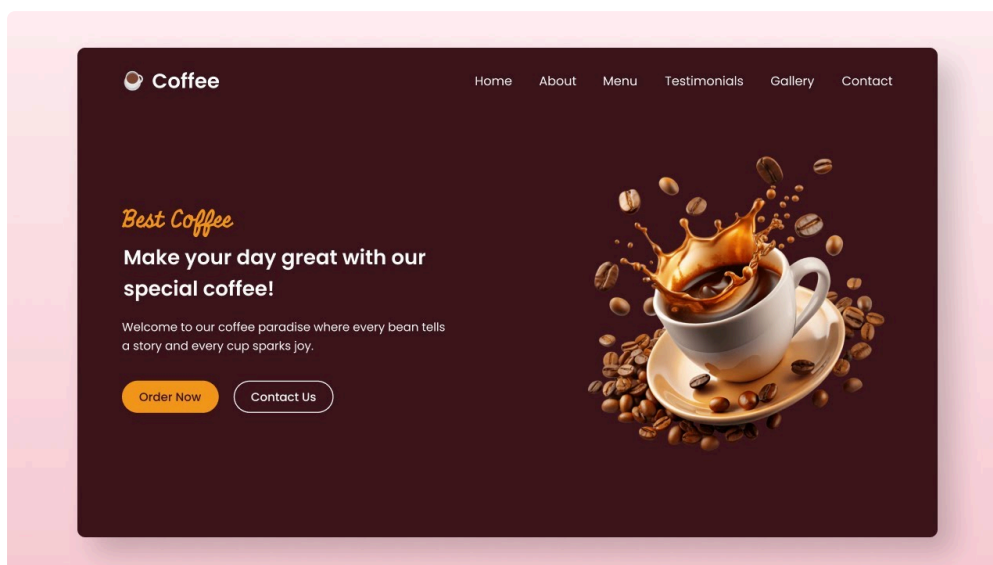 Coffee
Home About Menu Testimonials Gallery Contact
Best Coffee
Make your day great with our
special coffee!
Welcome to our coffee paradise where every bean tells
a story and every cup sparks joy.
Order Now Contact Us